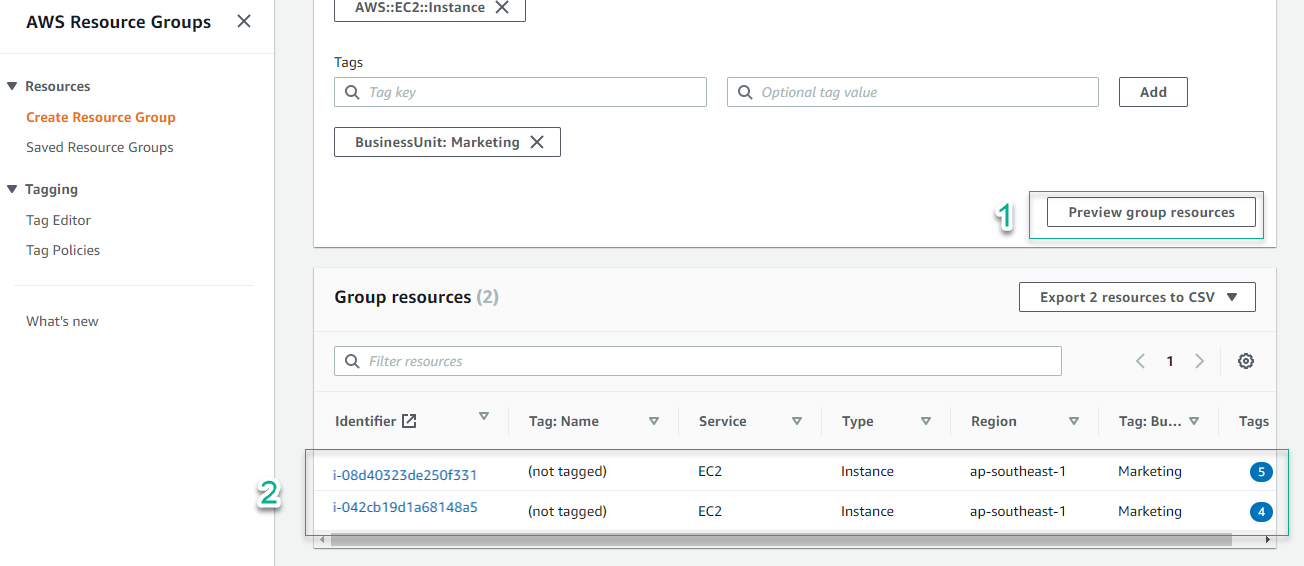 AWS Resource Groups
Resources
Create Resource Group
Saved Resource Groups
Tagging
Tag Editor
Tag Policies
What's new
AWS::EC2::Instance
Tags
Tag key Optional tag value Add
BusinessUnit: Marketing
1 Preview group resources
Group resources (2) Export 2 resources to CSV
Filter resources 1
Identifier Tag: Name Service Type Region Tag: Bu... Tags
2
i-08d40323de250f331 (not tagged) EC2 Instance ap-southeast-1 Marketing 5
i-042cb19d1a68148a5 (not tagged) EC2 Instance ap-southeast-1 Marketing 4